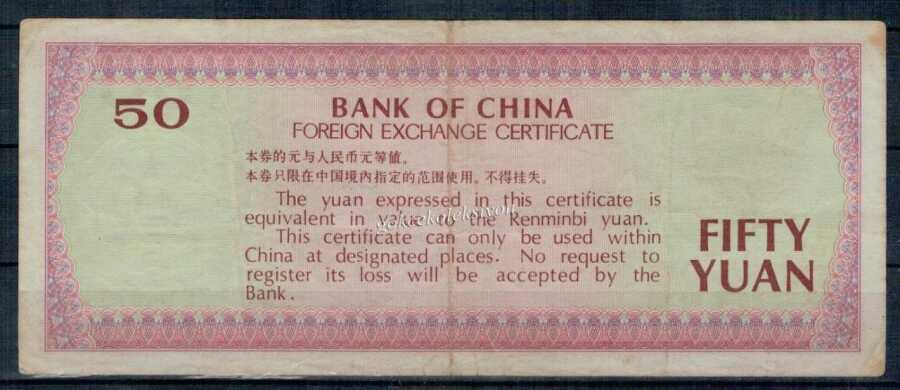 50
BANK OF CHINA
FOREIGN EXCHANGE CERTIFICATE
本券的元与人民币元等值。
本券只限在中国境内指定的范围使用。不得挂失。
The yuan expressed in this certificate is
equivalent in value to the Renminbi yuan.
This certificate can only be used within
China at designated places. No request to
register its loss will be accepted by the
Bank.
FIFTY
YUAN